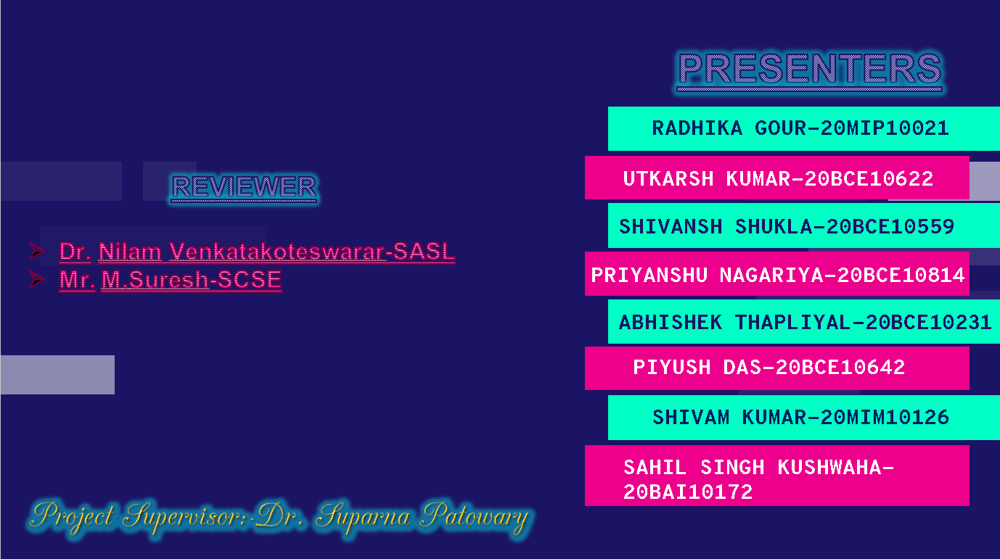 PRESENTERS
RADHIKA GOUR-20MIP10021
UTKARSH KUMAR-20BCE10622
SHIVANSH SHUKLA-20BCE10559
PRIYANSHU NAGARIYA-20BCE10814
ABHISHEK THAPLIYAL-20BCE10231
PIYUSH DAS-20BCE10642
SHIVAM KUMAR-20MIM10126
SAHIL SINGH KUSHWAHA-
20BAI10172
REVIEWER
➢ Dr. Nilam Venkatakoteswarar-SASL
➢ Mr. M.Suresh-SCSE
Project Supervisor:-Dr. Suparna Patowary